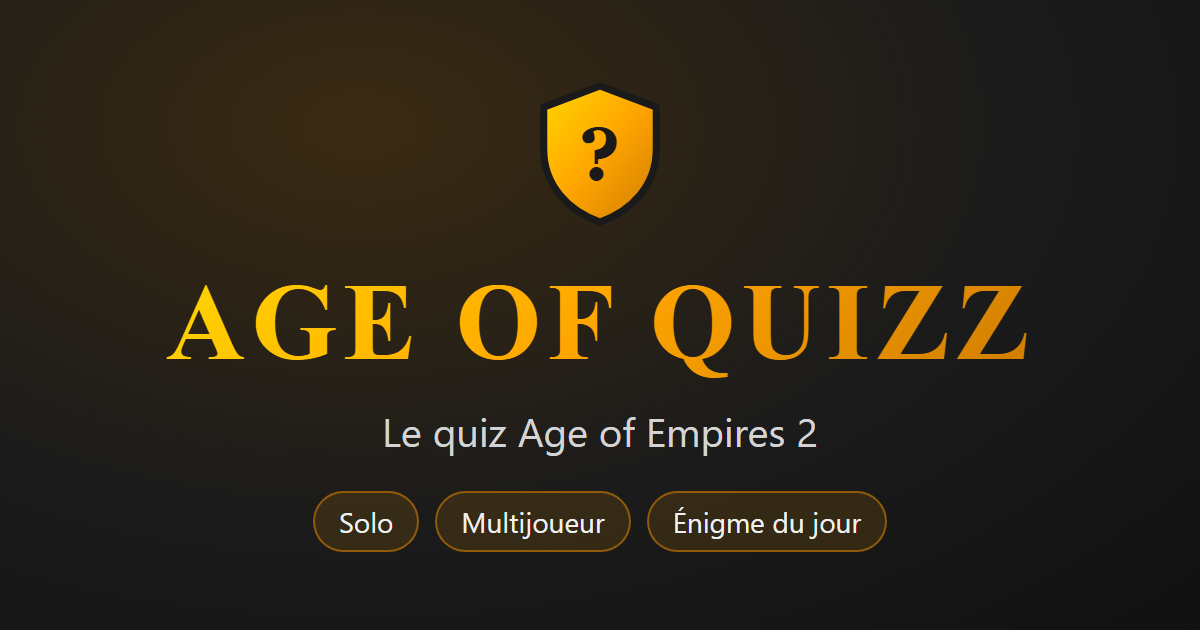 ?
AGE OF QUIZZ
Le quiz Age of Empires 2
Solo
Multijoueur
Énigme du jour